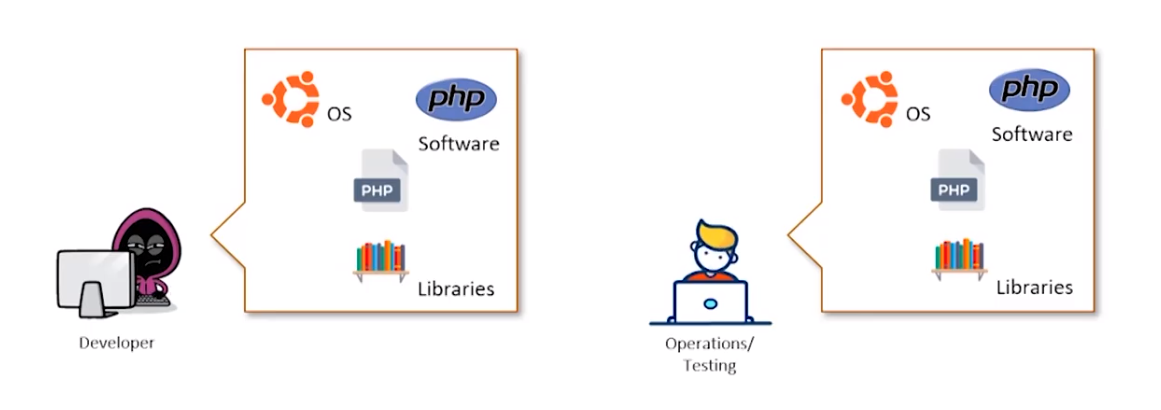 OS
php
Software
PHP
Libraries
Developer
OS
php
Software
PHP
Libraries
Operations/
Testing